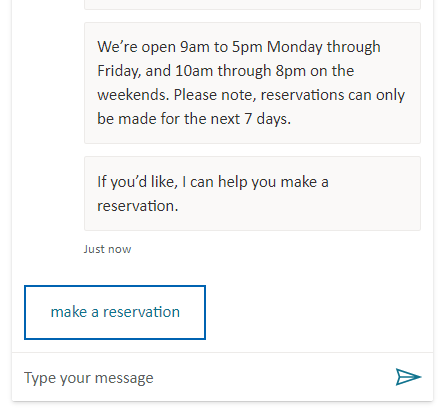 We’re open 9am to 5pm Monday through
Friday, and 10am through 8pm on the
weekends. Please note, reservations can only
be made for the next 7 days.
If you’d like, I can help you make a
reservation.
Just now
make a reservation
Type your message